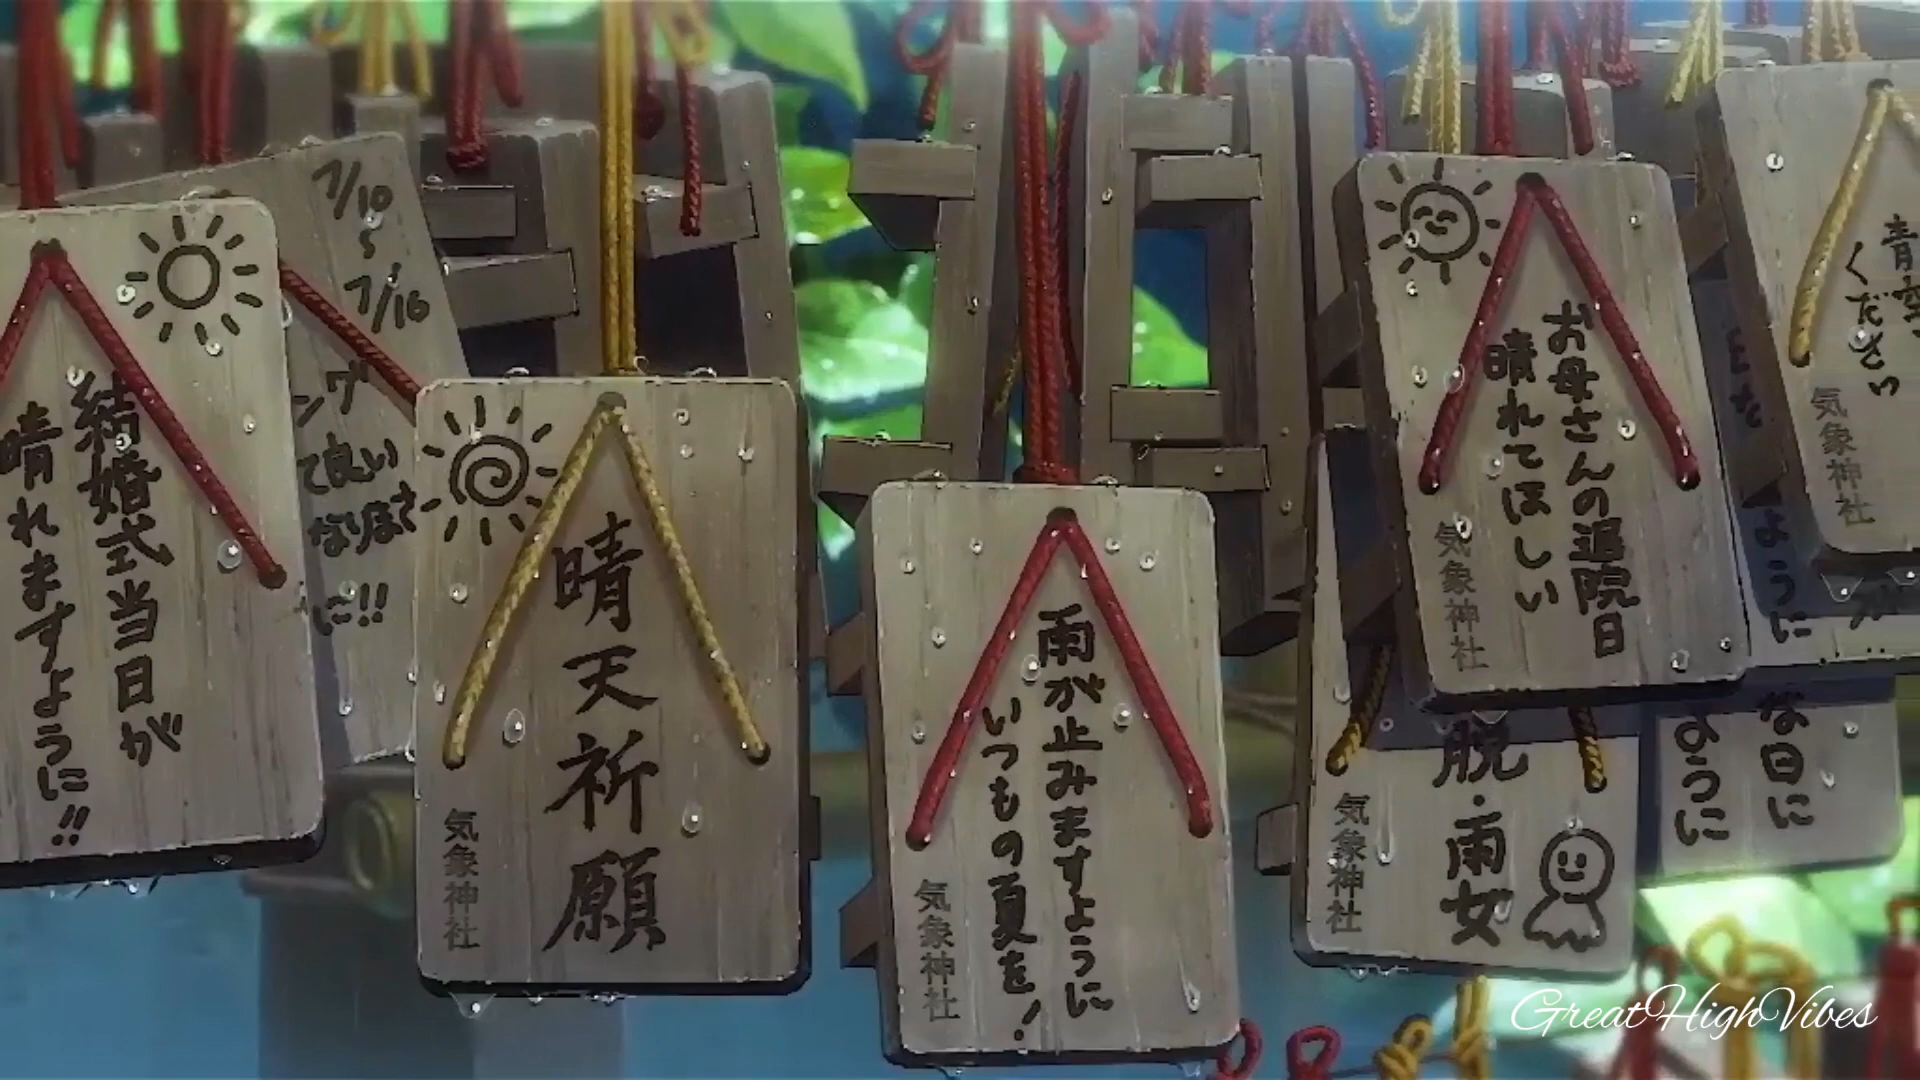 結婚式当日が
晴れますように!!
7/10
〜
7/16
て良い
に!!
晴天祈願
気象神社
雨が止みますように
いつもの夏を!
気象神社
お母さんの退院日
晴れてほしい
気象神社
脱・雨女
気象神社
ように
な日に
ように
青空
ください
気象神社
が
GreatHighVibes